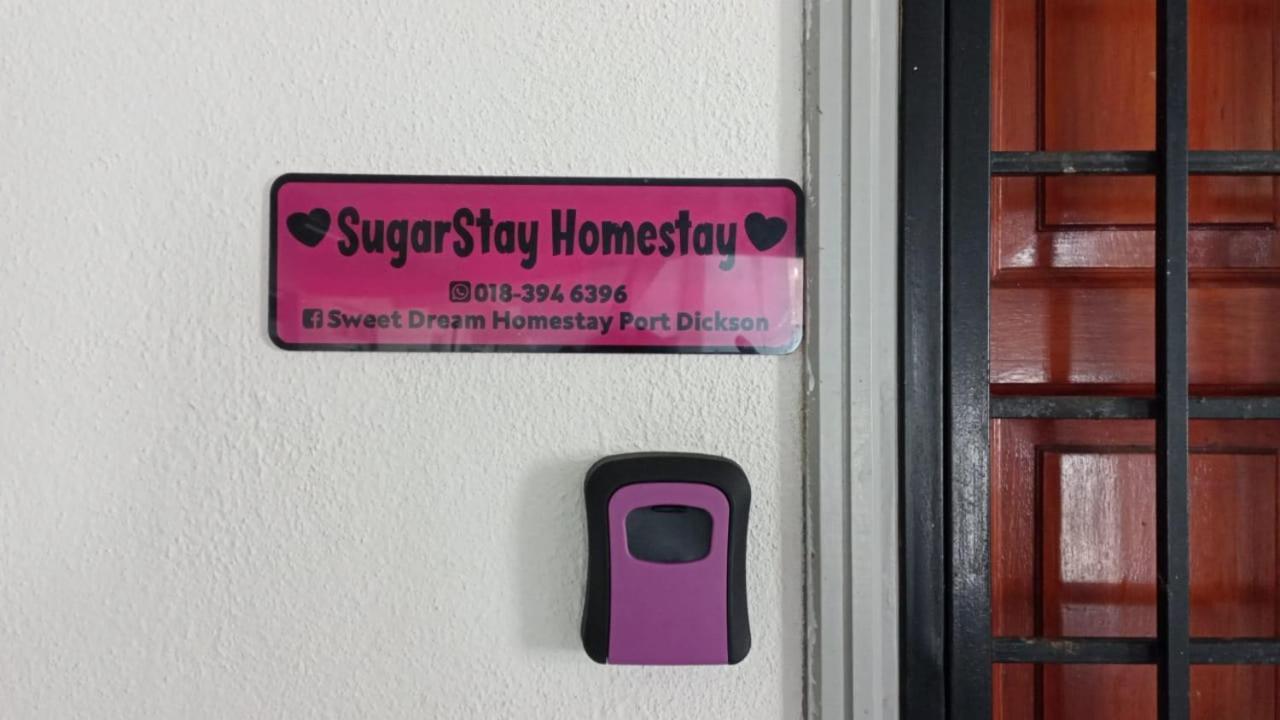 SugarStay Homestay
018-394 6396
Sweet Dream Homestay Port Dickson